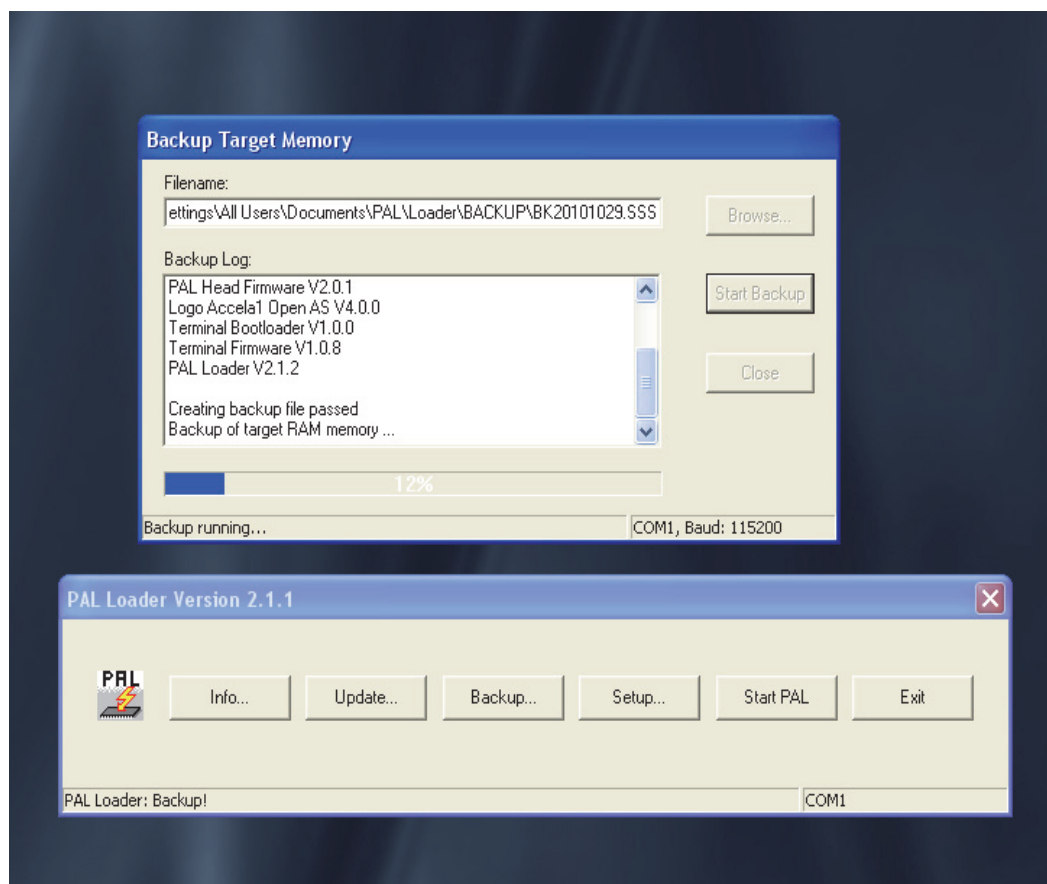 Backup Target Memory
Filename:
ettings\All Users\Documents\PAL\Loader\BACKUP\BK20101029.SSS
Browse...
Backup Log:
PAL Head Firmware V2.0.1
Logo Accela1 Open AS V4.0.0
Terminal Bootloader V1.0.0
Terminal Firmware V1.0.8
PAL Loader V2.1.2
Creating backup file passed
Backup of target RAM memory ...
Start Backup
Close
12%
Backup running...
COM1, Baud: 115200
PAL Loader Version 2.1.1
PAL
Info...
Update...
Backup...
Setup...
Start PAL
Exit
PAL Loader: Backup!
COM1